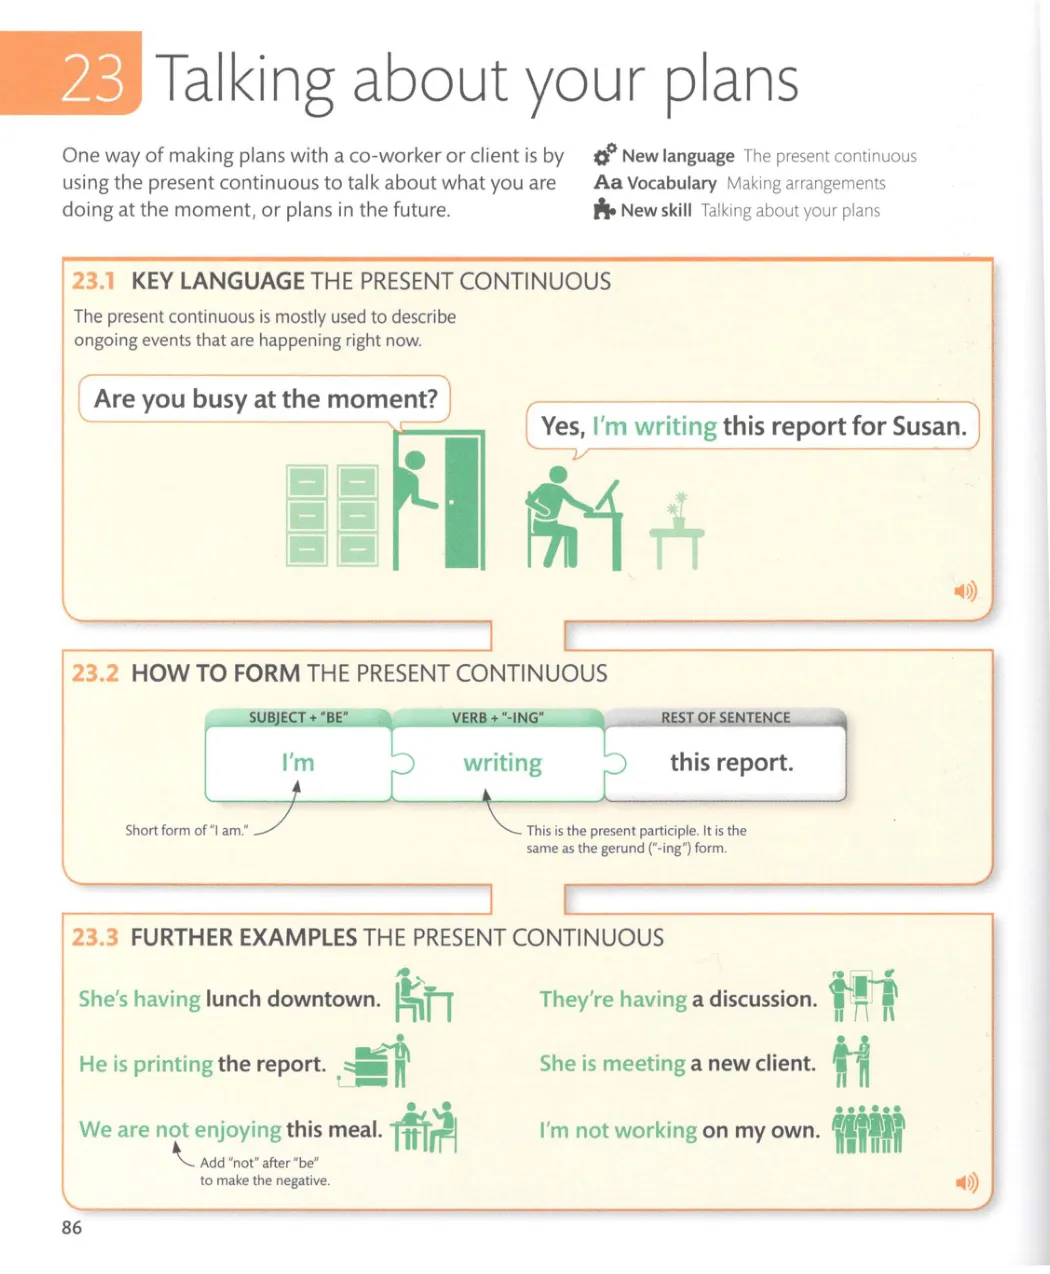 23 Talking about your plans
One way of making plans with a co-worker or client is by
using the present continuous to talk about what you are
doing at the moment, or plans in the future.
New language The present continuous
Aa Vocabulary Making arrangements
New skill Talking about your plans
23.1 KEY LANGUAGE THE PRESENT CONTINUOUS
The present continuous is mostly used to describe
ongoing events that are happening right now.
Are you busy at the moment?
Yes, I'm writing this report for Susan.
23.2 HOW TO FORM THE PRESENT CONTINUOUS
SUBJECT + "BE" VERB + "-ING" REST OF SENTENCE
I'm writing this report.
Short form of "I am."
This is the present participle. It is the
same as the gerund ("-ing") form.
23.3 FURTHER EXAMPLES THE PRESENT CONTINUOUS
She's having lunch downtown.
He is printing the report.
We are not enjoying this meal.
Add "not" after "be"
to make the negative.
They're having a discussion.
She is meeting a new client.
I'm not working on my own.
86